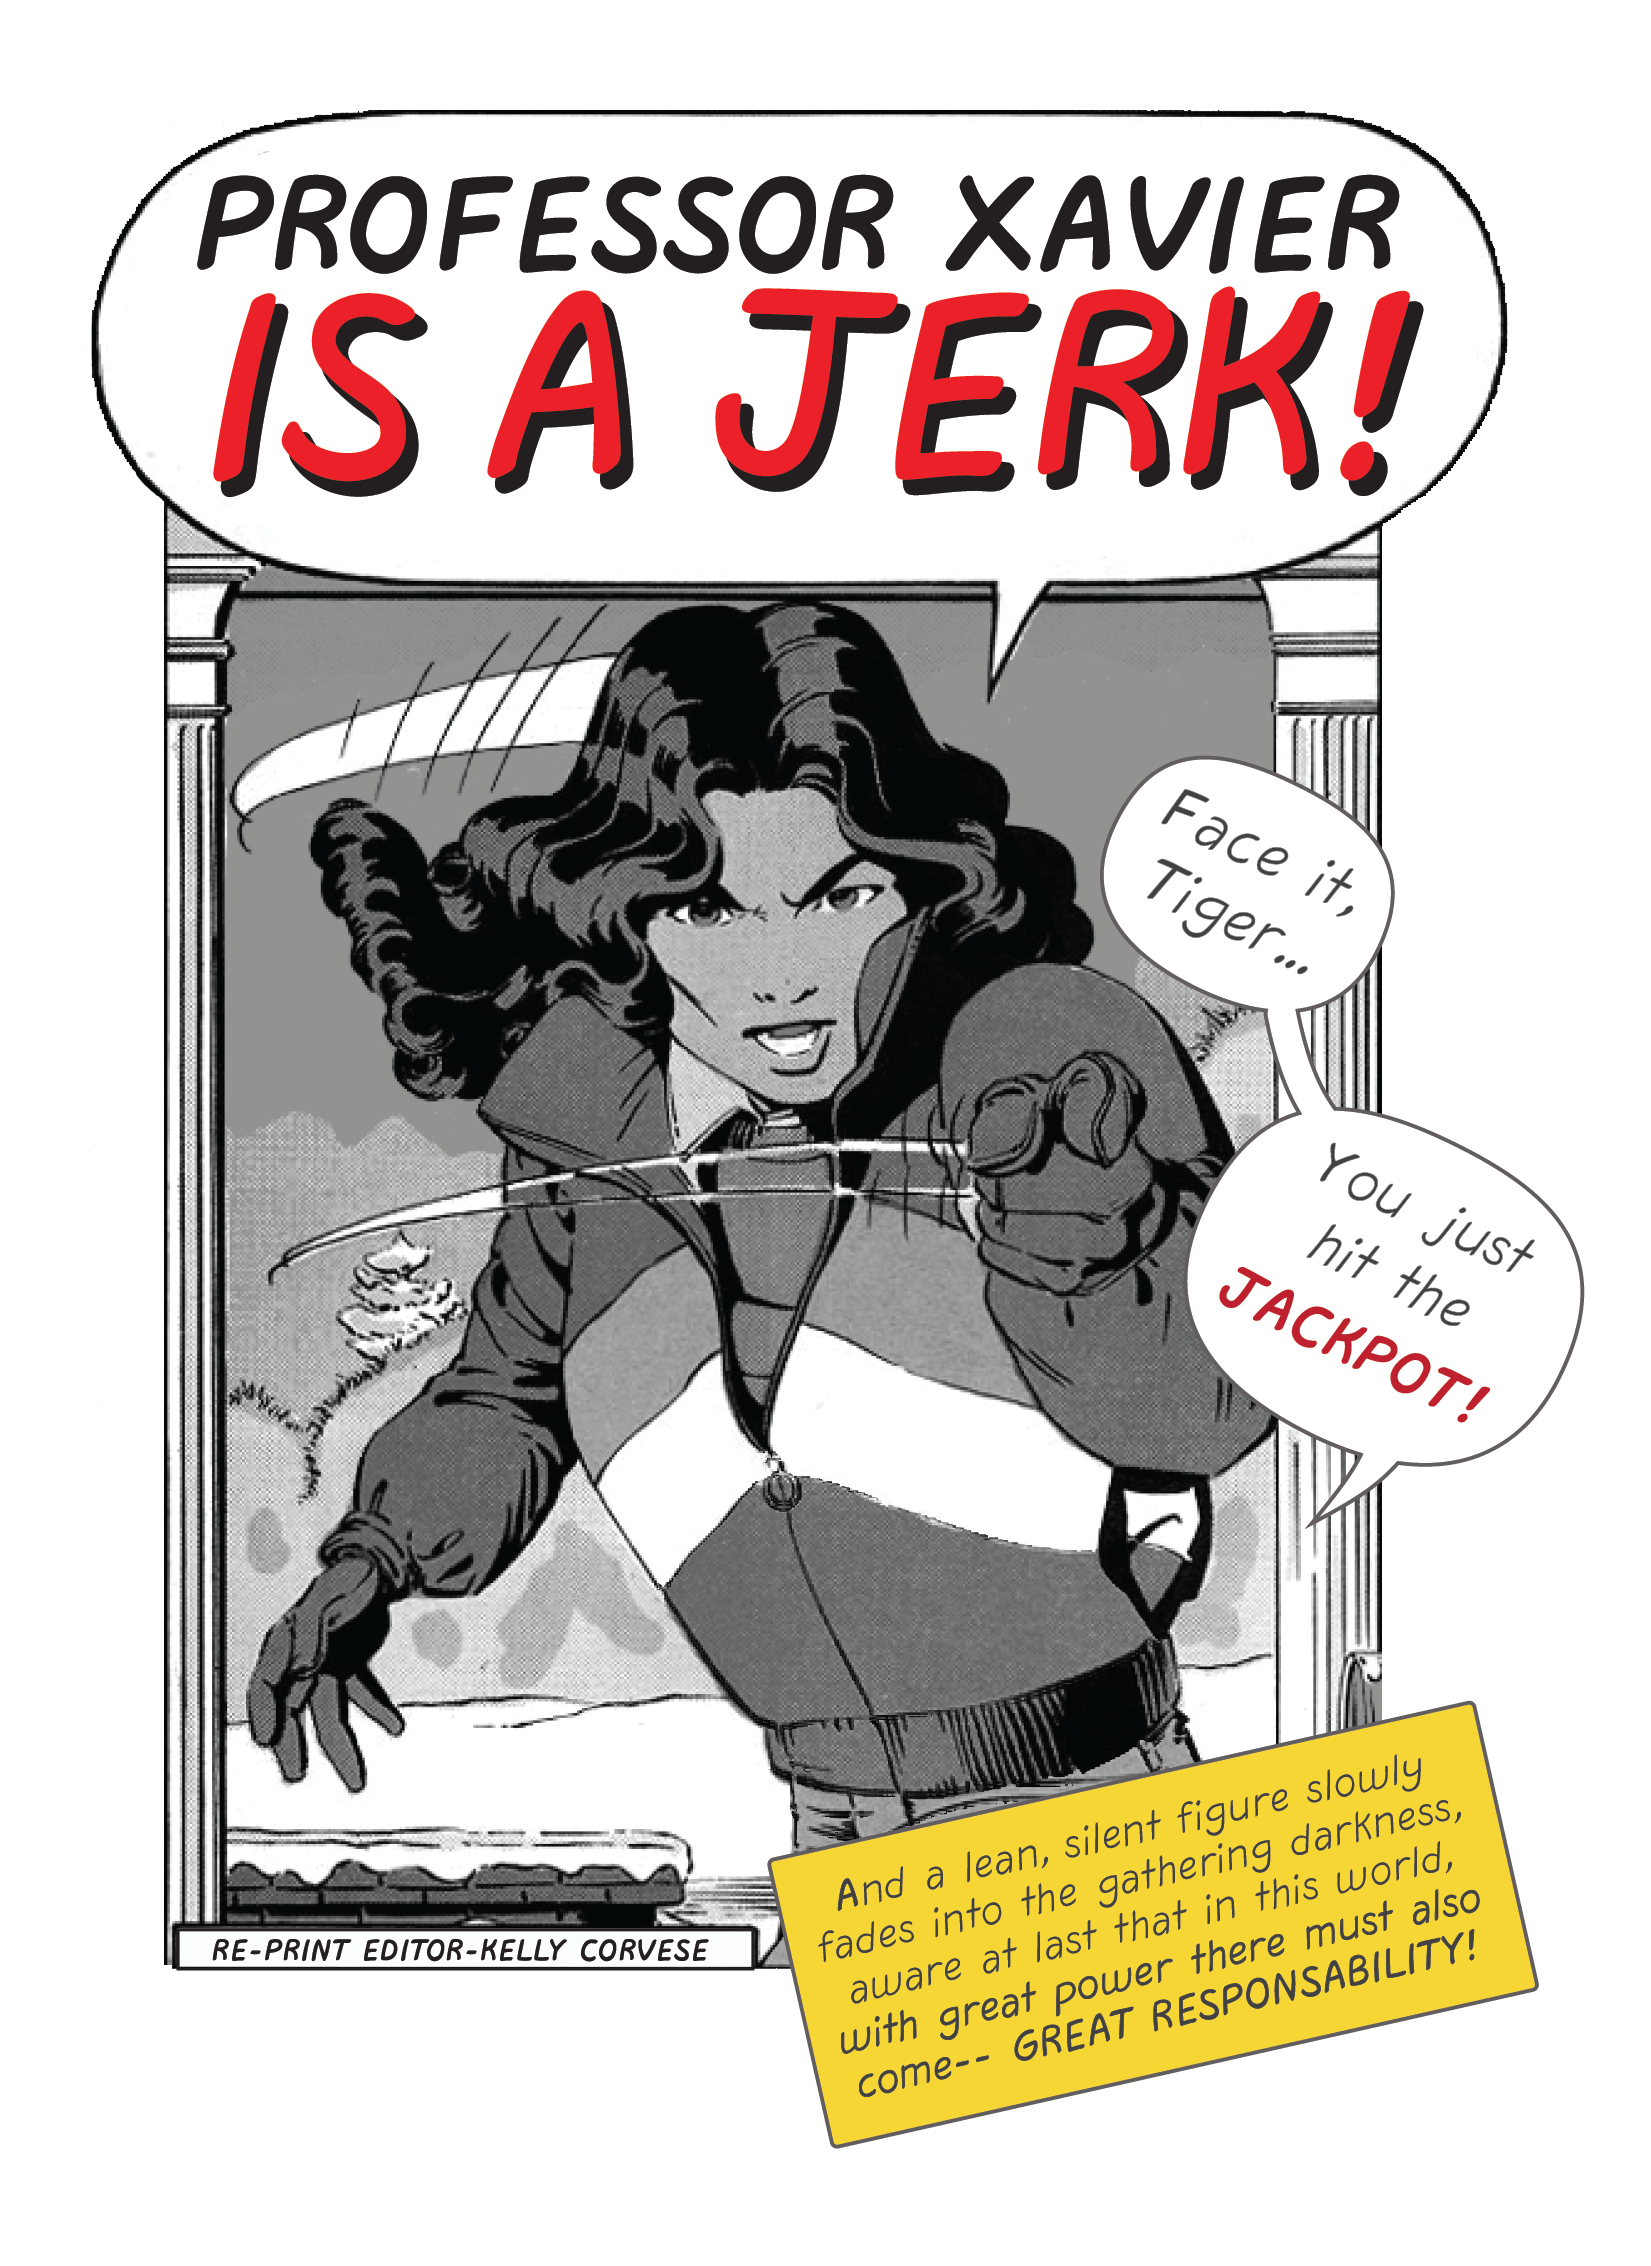 PROFESSOR XAVIER
IS A JERK!
Face it,
Tiger...
You just
hit the
JACKPOT!
And a lean, silent figure slowly
fades into the gathering darkness,
aware at last that in this world,
with great power there must also
come-- GREAT RESPONSABILITY!
RE-PRINT EDITOR-KELLY CORVESE